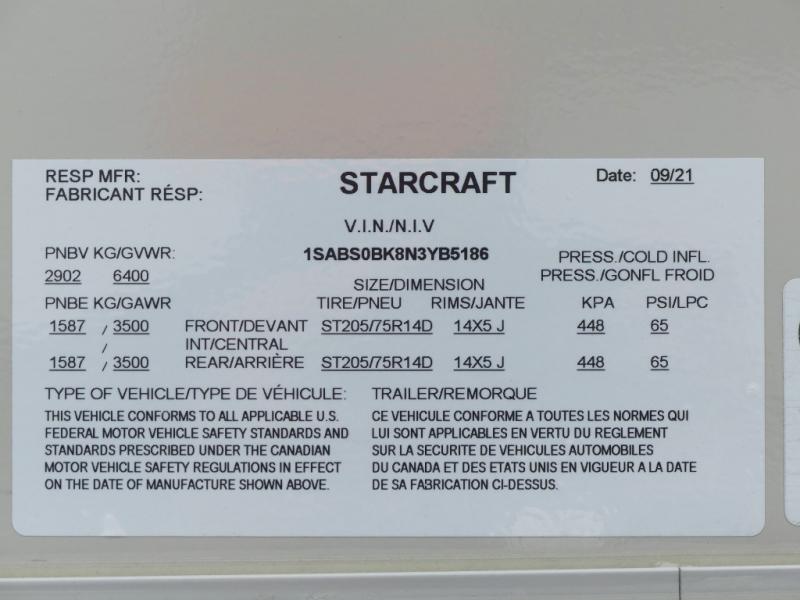 RESP MFR: STARCRAFT Date: 09/21
FABRICANT RÉSP:
V.I.N./N.I.V
PNBV KG/GVWR: 1SABS0BK8N3YB5186 PRESS./COLD INFL.
2902 6400 SIZE/DIMENSION PRESS./GONFL FROID
PNBE KG/GAWR TIRE/PNEU RIMS/JANTE KPA PSI/LPC
1587 / 3500 FRONT/DEVANT ST205/75R14D 14X5 J 448 65
/ INT/CENTRAL
1587 / 3500 REAR/ARRIÈRE ST205/75R14D 14X5 J 448 65
TYPE OF VEHICLE/TYPE DE VÉHICULE: TRAILER/REMORQUE
THIS VEHICLE CONFORMS TO ALL APPLICABLE U.S.
FEDERAL MOTOR VEHICLE SAFETY STANDARDS AND
STANDARDS PRESCRIBED UNDER THE CANADIAN
MOTOR VEHICLE SAFETY REGULATIONS IN EFFECT
ON THE DATE OF MANUFACTURE SHOWN ABOVE.
CE VEHICULE CONFORME A TOUTES LES NORMES QUI
LUI SONT APPLICABLES EN VERTU DU REGLEMENT
SUR LA SECURITE DE VEHICULES AUTOMOBILES
DU CANADA ET DES ETATS UNIS EN VIGUEUR A LA DATE
DE SA FABRICATION CI-DESSUS.